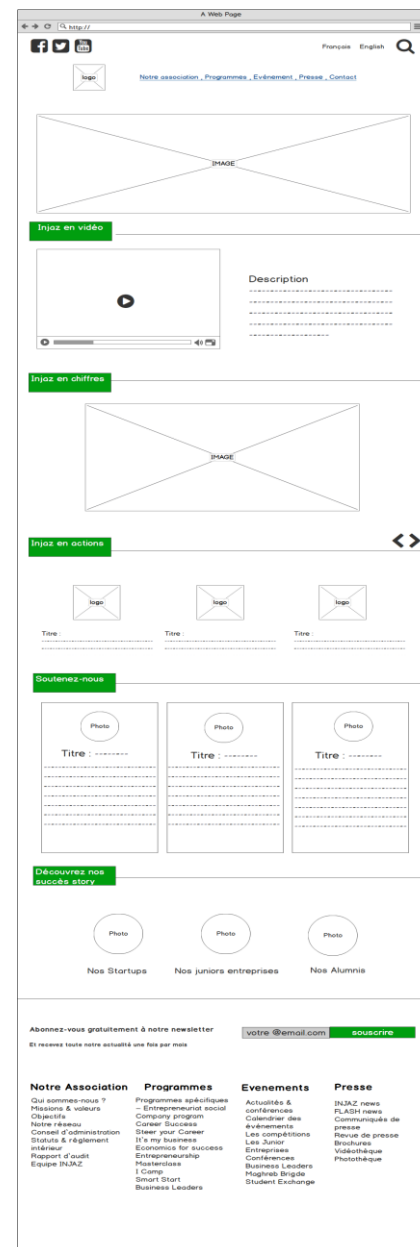 A Web Page
http://
f You Tube
Français English
logo
Notre association , Programmes , Evénement , Presse , Contact
IMAGE
Injaz en vidéo
Description
Injaz en chiffres
IMAGE
Injaz en actions
logo logo logo
Titre : Titre : Titre :
Soutenez-nous
Photo Photo Photo
Titre : Titre : Titre :
Découvrez nos
succès story
Photo Photo Photo
Nos Startups Nos juniors entreprises Nos Alumnis
Abonnez-vous gratuitement à notre newsletter
votre @email.com souscrire
Et recevez toute notre actualité une fois par mois
Notre Association
Qui sommes-nous ?
Missions & valeurs
Objectifs
Notre réseau
Conseil d'administration
Statuts & règlement
intérieur
Rapport d'audit
Equipe INJAZ
Programmes
Programmes spécifiques
– Entrepreneuriat social
Company program
Career Success
Steer your Career
It's my business
Economics for success
Entrepreneurship
Masterclass
I Camp
Smart Start
Business Leaders
Evenements
Actualités &
conférences
Calendrier des
évènements
Les compétitions
Les Junior
Entreprises
Conférences
Business Leaders
Maghreb Brigde
Student Exchange
Presse
INJAZ news
FLASH news
Communiqués de
presse
Revue de presse
Brochures
Vidéothèque
Photothèque